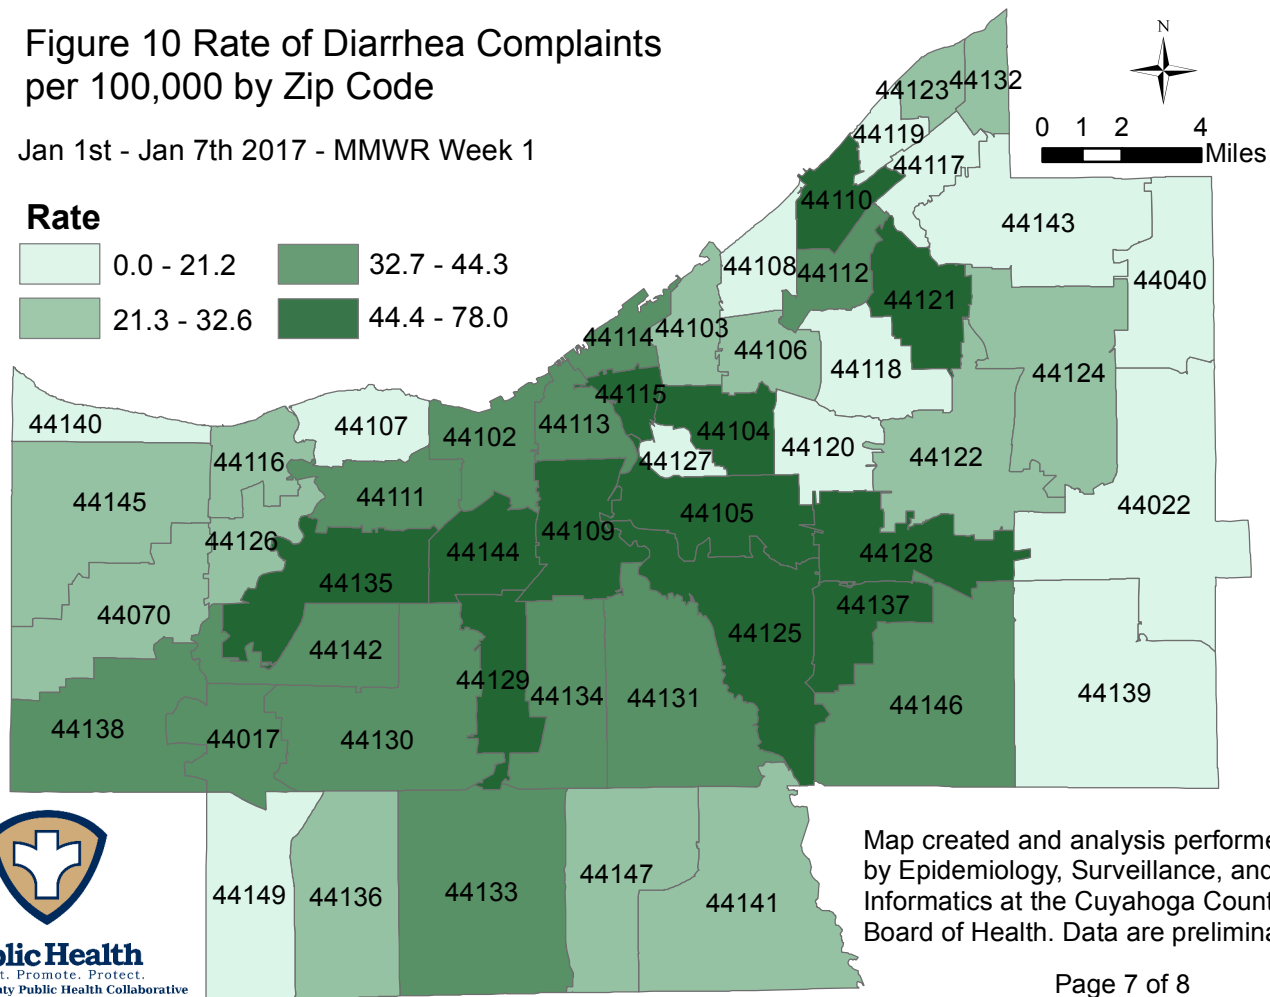 Figure 10 Rate of Diarrhea Complaints
per 100,000 by Zip Code
Jan 1st - Jan 7th 2017 - MMWR Week 1
Rate
0.0 - 21.2
32.7 - 44.3
21.3 - 32.6
44.4 - 78.0
N
0 1 2 4
Miles
44123
44132
44119
44117
44110
44143
44108
44112
44040
44121
44114
44103
44106
44118
44124
44115
44140
44107
44102
44113
44104
44120
44116
44127
44122
44145
44111
44105
44022
44126
44109
44144
44128
44135
44137
44070
44125
44142
44129
44134
44131
44139
44146
44138
44017
44130
44149
44136
44133
44147
44141
Map created and analysis performe
by Epidemiology, Surveillance, and
Informatics at the Cuyahoga Count
Board of Health. Data are prelimina
Page 7 of 8
blic Health
t. Promote. Protect.
nty Public Health Collaborative